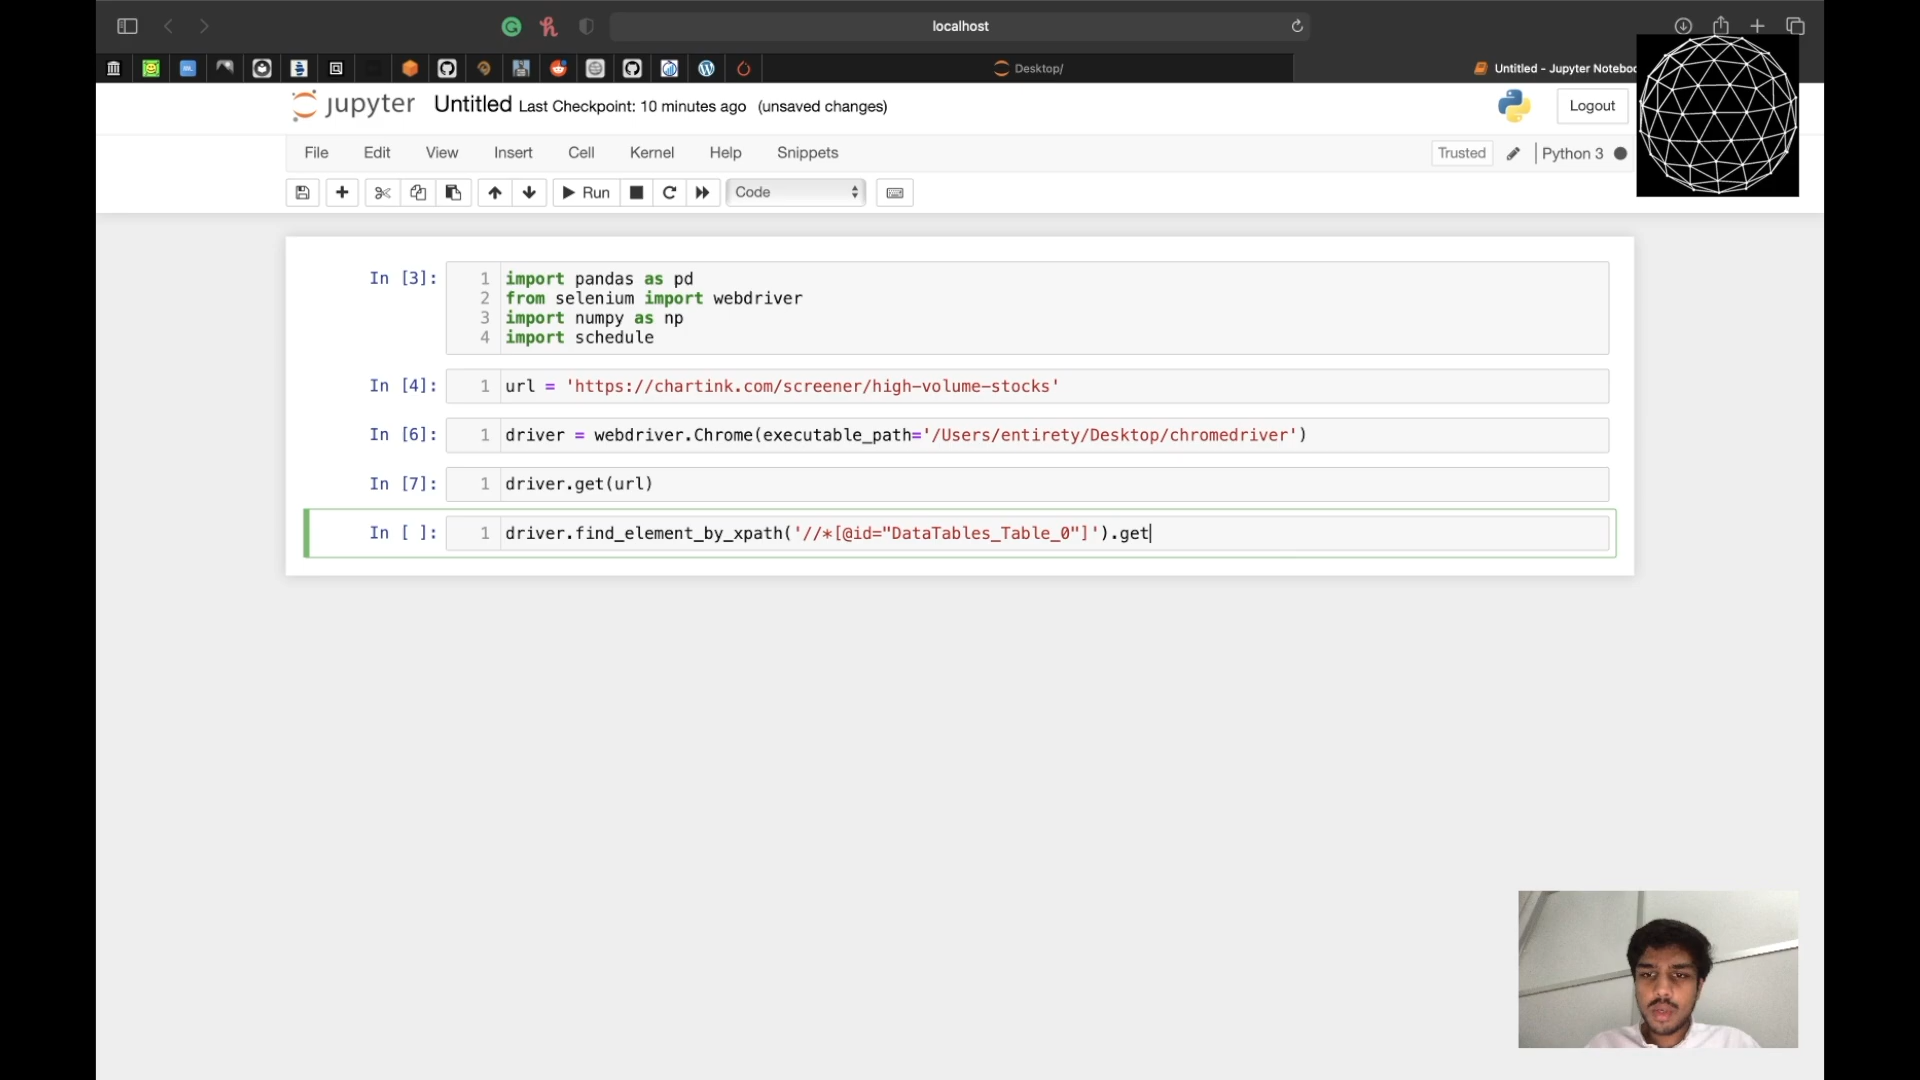 localhost
Desktop/
Untitled - Jupyter Noteboo
jupyter Untitled Last Checkpoint: 10 minutes ago (unsaved changes)
Logout
File Edit View Insert Cell Kernel Help Snippets
Trusted
Python 3
Run
Code
In [3]:
1 import pandas as pd
2 from selenium import webdriver
3 import numpy as np
4 import schedule
In [4]: 1 url = 'https://chartink.com/screener/high-volume-stocks'
In [6]: 1 driver = webdriver.Chrome(executable_path='/Users/entirety/Desktop/chromedriver')
In [7]: 1 driver.get(url)
In [ ]: 1 driver.find_element_by_xpath('//*[@id="DataTables_Table_0"]').get